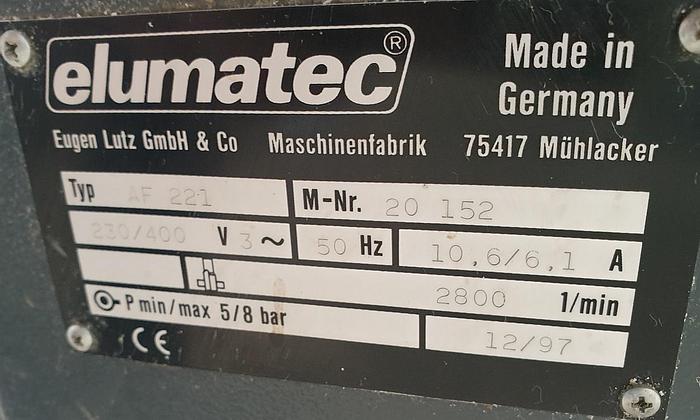 elumatec®
Made in
Germany
Eugen Lutz GmbH & Co Maschinenfabrik 75417 Mühlacker
Typ AF 221 M-Nr. 20 152
230/400 V 3~ 50 Hz 10,6/6,1 A
2800 1/min
P min/max 5/8 bar
12/97
CE